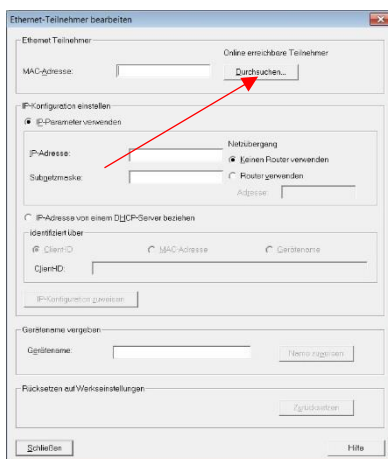 Ethernet-Teilnehmer bearbeiten
Ethernet Teilnehmer
Online erreichbare Teilnehmer
MAC-Adresse:
Durchsuchen...
IP-Konfiguration einstellen
IP-Parameter verwenden
Netzübergang
IP-Adresse:
Keinen Router verwenden
Subnetzmaske:
Router verwenden
Adresse:
IP-Adresse von einem DHCP-Server beziehen
identifiziert über
Client-ID
MAC-Adresse
Gerätename
Client-ID:
IP-Konfiguration zuweisen
Gerätename vergeben
Gerätename:
Name zuweisen
Rücksetzen auf Werkseinstellungen
Zurücksetzen
Schließen
Hilfe